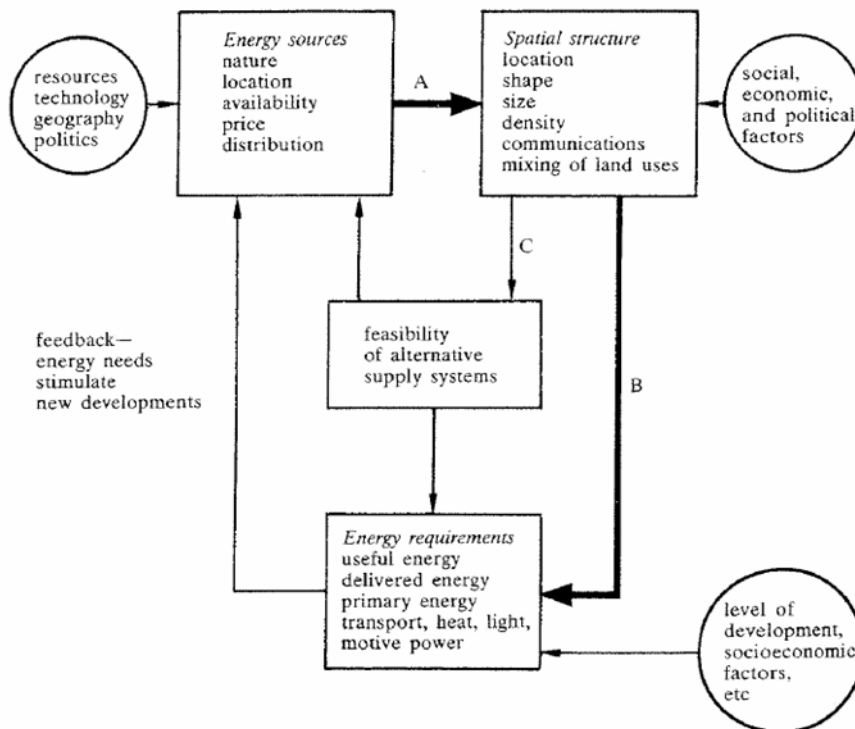 resources
technology
geography
politics
Energy sources
nature
location
availability
price
distribution
A
Spatial structure
location
shape
size
density
communications
mixing of land uses
social,
economic,
and political
factors
C
feedback—
energy needs
stimulate
new developments
feasibility
of alternative
supply systems
B
Energy requirements
useful energy
delivered energy
primary energy
transport, heat, light,
motive power
level of
development,
socioeconomic
factors,
etc